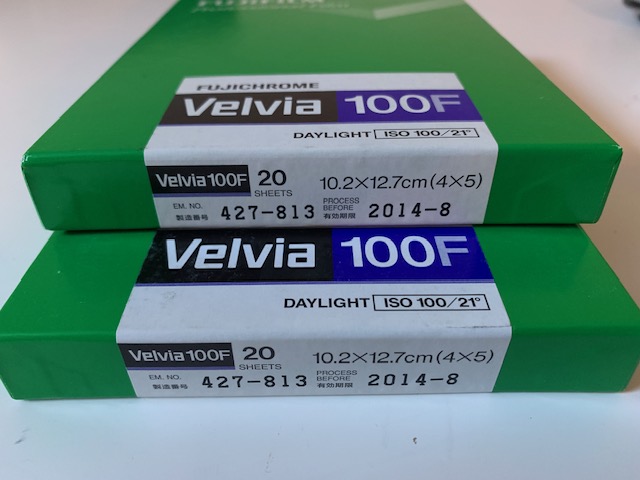 FUJIFILM
FUJICHROME
Velvia 100F
DAYLIGHT ISO 100/21°
Velvia 100F 20 SHEETS 10.2×12.7cm (4×5)
EM. NO. 製造番号 427-813 PROCESS BEFORE 有効期限 2014-8
Velvia 100F
DAYLIGHT ISO 100/21°
Velvia 100F 20 SHEETS 10.2×12.7cm (4×5)
EM. NO. 製造番号 427-813 PROCESS BEFORE 有効期限 2014-8